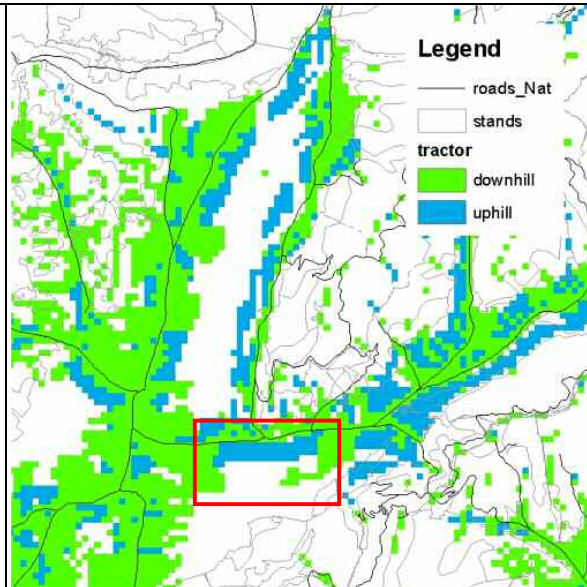 Legend
roads_Nat
stands
tractor
downhill
uphill